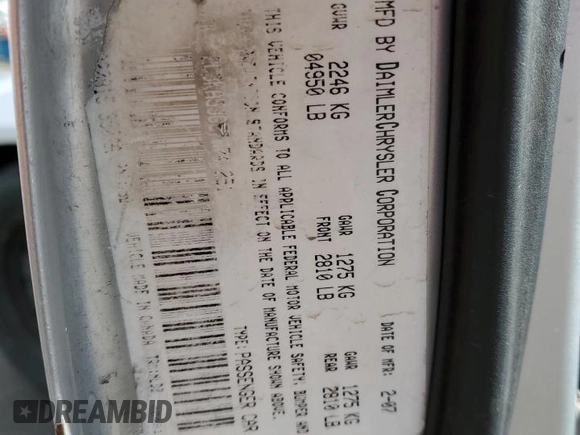 MFD BY DAIMLERCHRYSLER CORPORATION
DATE OF MFR: 2-07
GVWR 2246 KG
04950 LB
GAWR FRONT 1275 KG
2810 LB
GAWR REAR 1275 KG
2810 LB
THIS VEHICLE CONFORMS TO ALL APPLICABLE FEDERAL MOTOR VEHICLE SAFETY, BUMPER AND
STANDARDS IN EFFECT ON THE DATE OF MANUFACTURE SHOWN ABOVE.
TYPE: PASSENGER CAR
VEHICLE MADE IN CANADA
DREAMBID